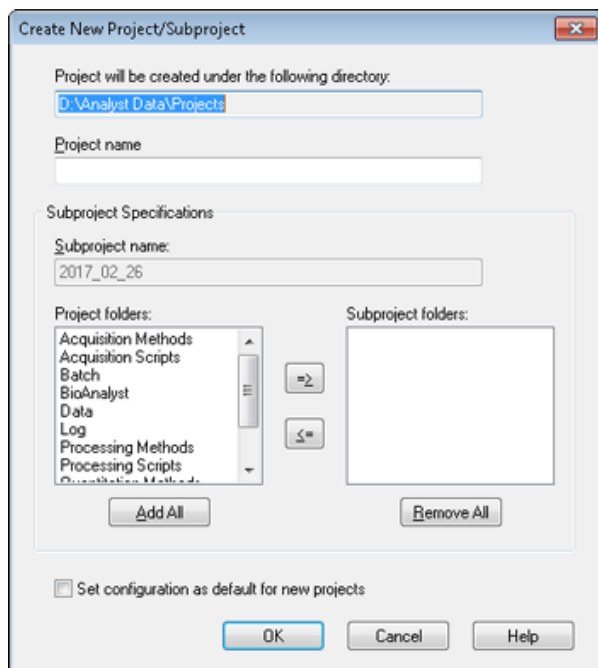 Create New Project/Subproject
Project will be created under the following directory:
D:\Analyst Data\Projects
Project name
Subproject Specifications
Subproject name:
2017_02_26
Project folders:
Subproject folders:
Acquisition Methods
Acquisition Scripts
Batch
BioAnalyst
Data
Log
Processing Methods
Processing Scripts
Quantitation Methods
=>
<=
Add All
Remove All
Set configuration as default for new projects
OK
Cancel
Help